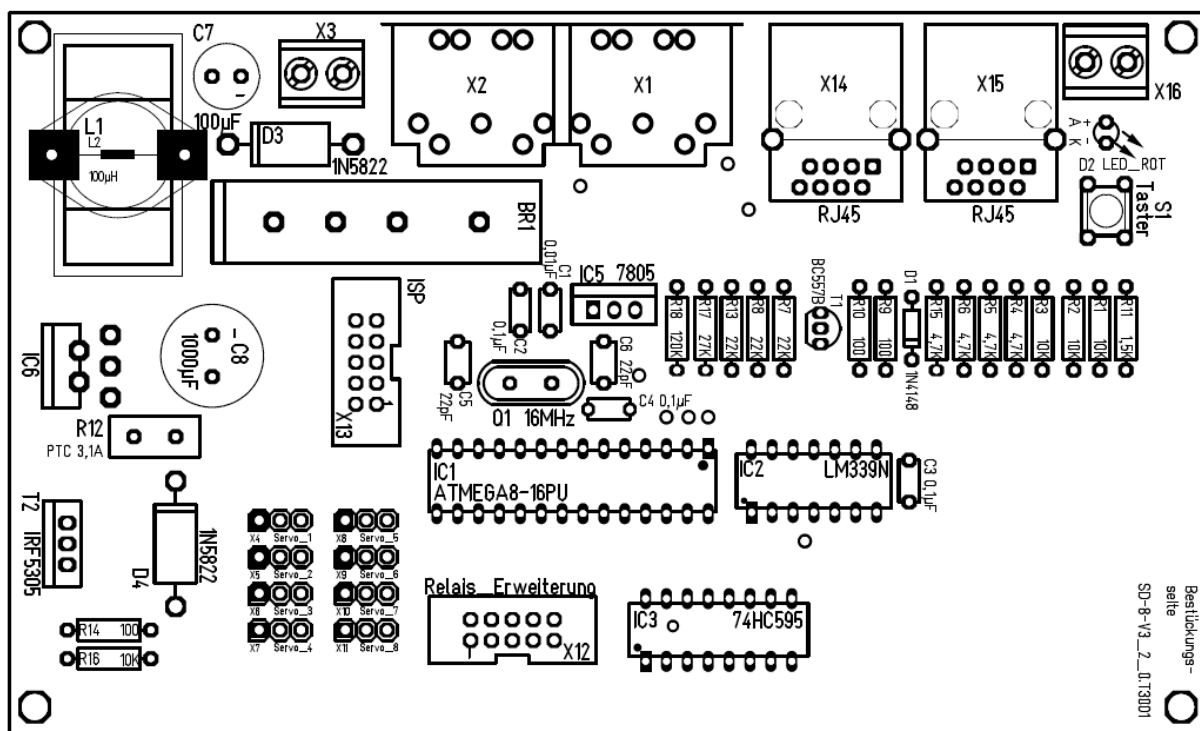 C7
-
100µF
X3
X2
X1
X14
X15
X16
L1
L2
100µH
D3
1N5822
BR1
RJ45
RJ45
A +
K -
D2 LED_ROT
S1
Taster
ISP
X13
1
0,01µF
C1
0,1µF
C2
IC5 7805
C5
22pF
C6
22pF
C4 0,1µF
Q1 16MHz
R18 120K
R17 27K
R13 22K
R8 22K
R7 22K
BC557B
T1
R10 100
R9 100
D1
1N4148
R15 4,7K
R6 4,7K
R5 4,7K
R4 4,7K
R3 10K
R2 10K
R1 10K
R11 1,5K
IC6
- C8
1000µF
R12
PTC 3,1A
T2
IRF5305
D4
1N5822
IC1
ATMEGA8-16PU
IC2
LM339N
C3 0,1µF
X4 Servo_1
X8 Servo_5
X5 Servo_2
X9 Servo_6
X6 Servo_3
X10 Servo_7
X7 Servo_4
X11 Servo_8
R14 100
R16 10K
Relais_Erweiterung
1
X12
IC3
74HC595
Bestückungs-
seite
SD-8-V3_2_0.T3001